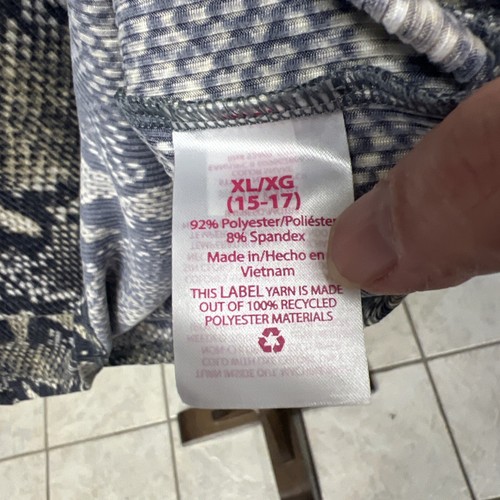 XL/XG
(15-17)
92% Polyester/Poliéster
8% Spandex
Made in/Hecho en
Vietnam
THIS LABEL YARN IS MADE
OUT OF 100% RECYCLED
POLYESTER MATERIALS